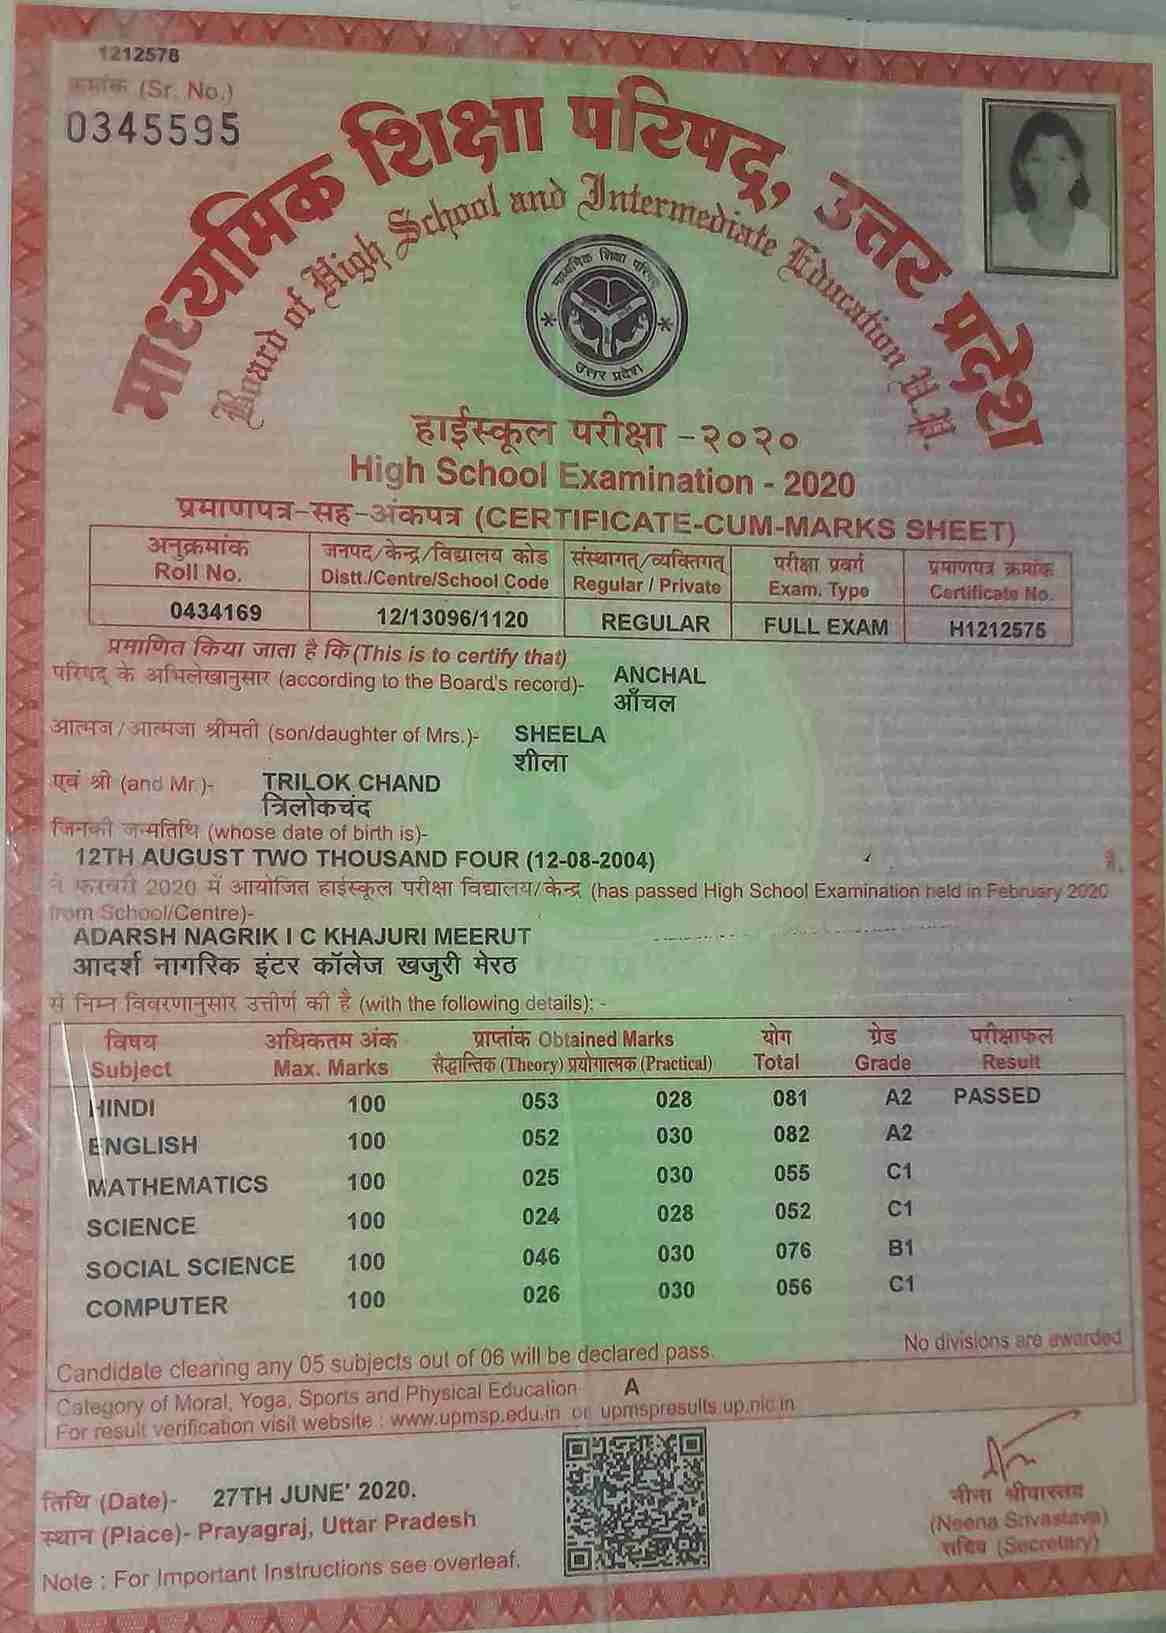 1212578
क्रमांक (Sr. No.)
0345595
माध्यमिक शिक्षा परिषद्, उत्तर प्रदेश
Board of High School and Intermediate Education U.P.
माध्यमिक शिक्षा परिषद
उत्तर प्रदेश
हाईस्कूल परीक्षा -२०२०
High School Examination - 2020
प्रमाणपत्र-सह-अंकपत्र (CERTIFICATE-CUM-MARKS SHEET)
अनुक्रमांक जनपद/केन्द्र/विद्यालय कोड संस्थागत्/व्यक्तिगत् परीक्षा प्रवर्ग प्रमाणपत्र क्रमांक
Roll No. Distt./Centre/School Code Regular / Private Exam. Type Certificate No.
0434169 12/13096/1120 REGULAR FULL EXAM H1212575
प्रमाणित किया जाता है कि (This is to certify that)
परिषद् के अभिलेखानुसार (according to the Board's record)- ANCHAL
आँचल
आत्मज/आत्मजा श्रीमती (son/daughter of Mrs.)- SHEELA
शीला
एवं श्री (and Mr.)- TRILOK CHAND
त्रिलोकचंद
जिनकी जन्मतिथि (whose date of birth is)-
12TH AUGUST TWO THOUSAND FOUR (12-08-2004) है,
ने फरवरी 2020 में आयोजित हाईस्कूल परीक्षा विद्यालय/केन्द्र (has passed High School Examination held in February 2020
from School/Centre)-
ADARSH NAGRIK I C KHAJURI MEERUT
आदर्श नागरिक इंटर कॉलेज खजुरी मेरठ
से निम्न विवरणानुसार उत्तीर्ण की है (with the following details): -
विषय अधिकतम अंक प्राप्तांक Obtained Marks योग ग्रेड परीक्षाफल
Subject Max. Marks सैद्धान्तिक (Theory) प्रयोगात्मक (Practical) Total Grade Result
HINDI 100 053 028 081 A2 PASSED
ENGLISH 100 052 030 082 A2
MATHEMATICS 100 025 030 055 C1
SCIENCE 100 024 028 052 C1
SOCIAL SCIENCE 100 046 030 076 B1
COMPUTER 100 026 030 056 C1
Candidate clearing any 05 subjects out of 06 will be declared pass. No divisions are awarded
Category of Moral, Yoga, Sports and Physical Education A
For result verification visit website : www.upmsp.edu.in or upmspresults.up.nic.in
तिथि (Date)- 27TH JUNE' 2020.
स्थान (Place)- Prayagraj, Uttar Pradesh
Note : For Important Instructions see overleaf.
नीना श्रीवास्तव
(Neena Srivastava)
सचिव (Secretary)